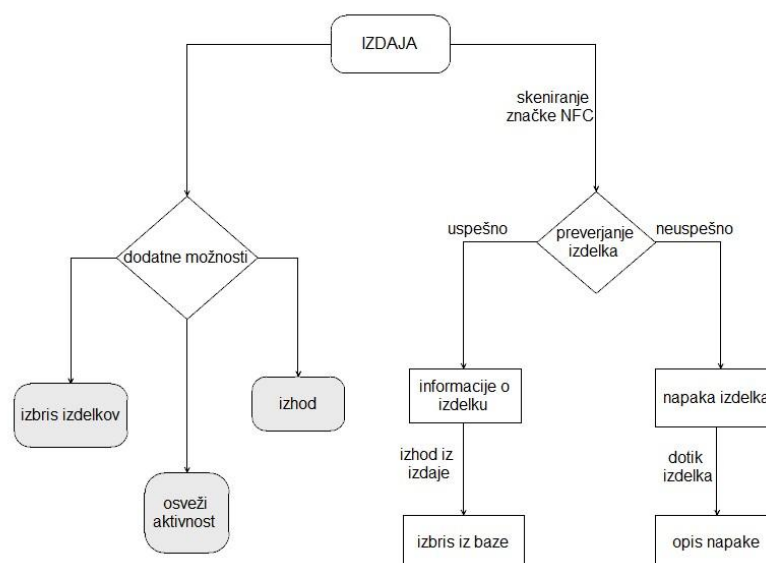 IZDAJA
skeniranje
značke NFC
uspešno
preverjanje
izdelka
neuspešno
dodatne možnosti
izbris izdelkov
izhod
osveži
aktivnost
informacije o
izdelku
napaka izdelka
izhod iz
izdaje
dotik
izdelka
izbris iz baze
opis napake